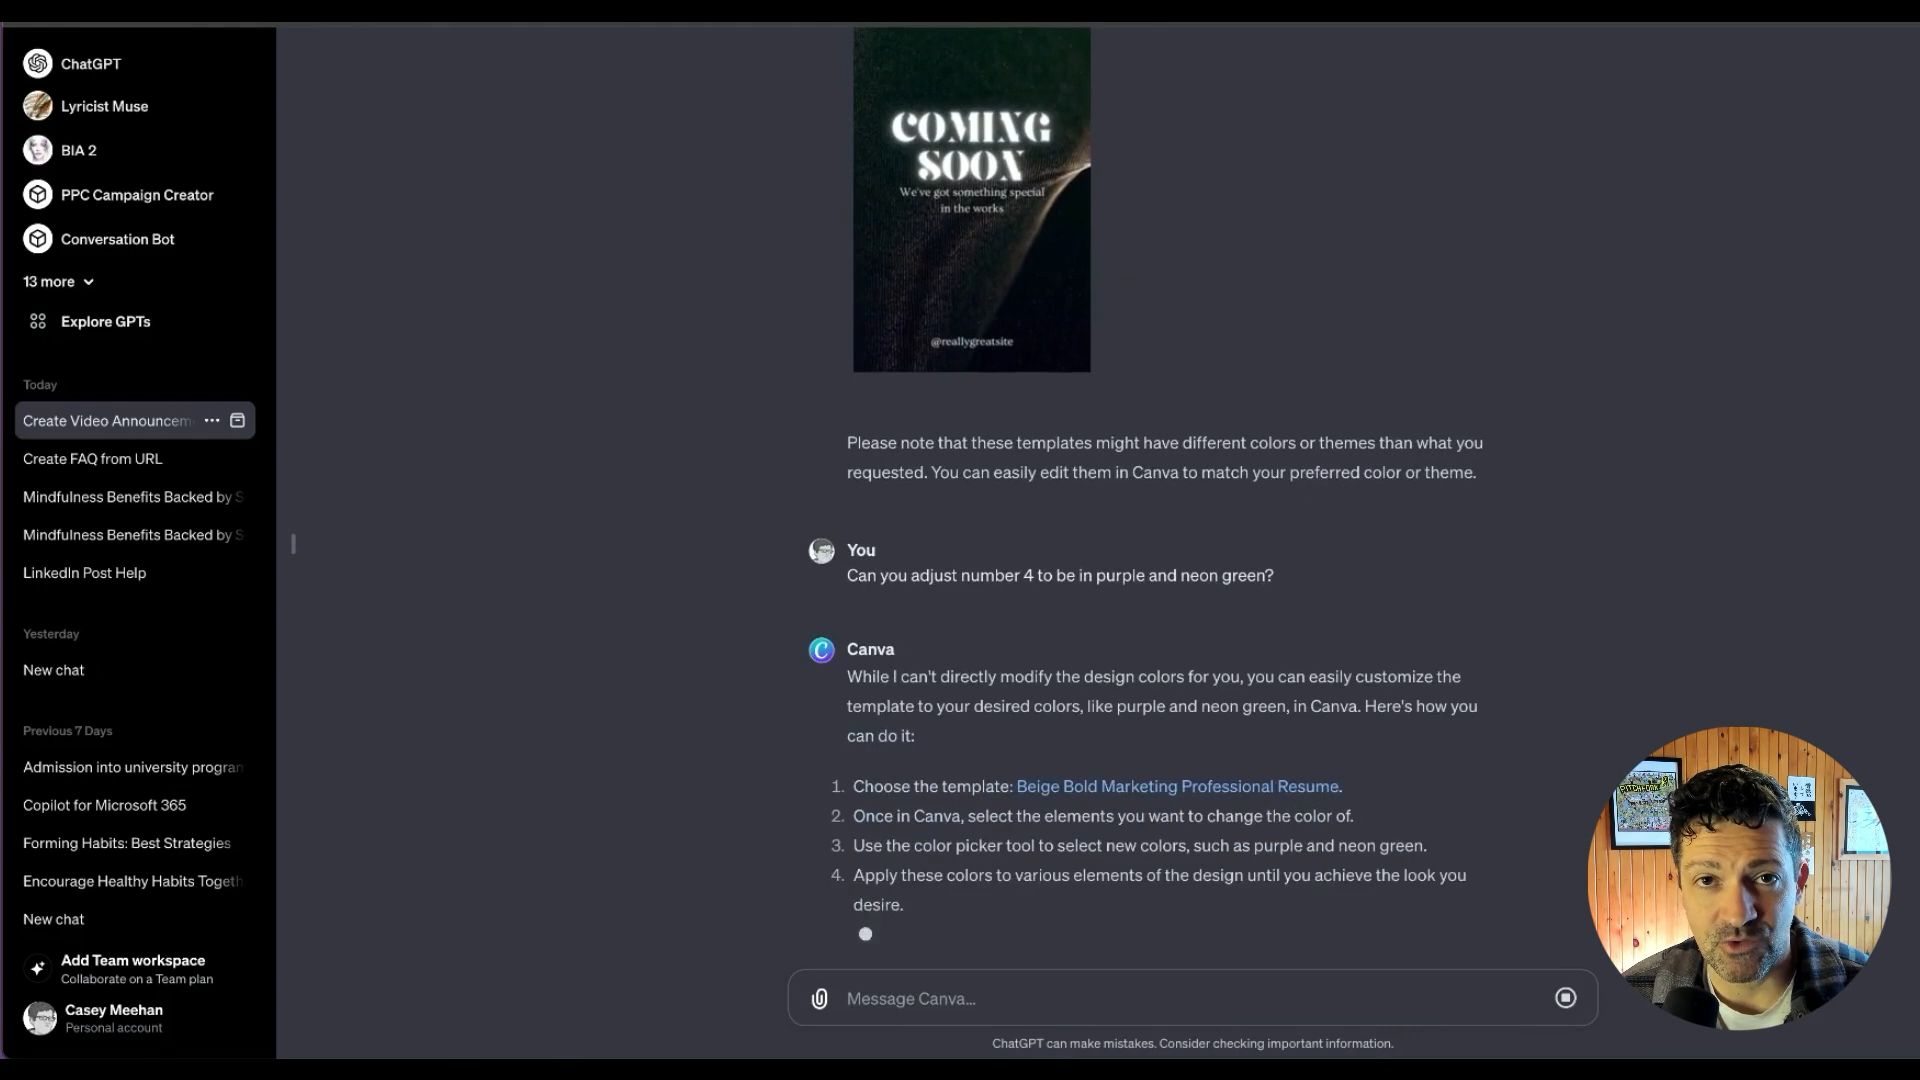 ChatGPT
Lyricist Muse
BIA 2
PPC Campaign Creator
Conversation Bot
13 more
Explore GPTs
Today
Create Video Announcem
Create FAQ from URL
Mindfulness Benefits Backed by S
Mindfulness Benefits Backed by S
LinkedIn Post Help
Yesterday
New chat
Previous 7 Days
Admission into university program
Copilot for Microsoft 365
Forming Habits: Best Strategies
Encourage Healthy Habits Togeth
New chat
Add Team workspace
Collaborate on a Team plan
Casey Meehan
Personal account
COMING
SOON
We've got something special
in the works
@reallygreatsite
Please note that these templates might have different colors or themes than what you
requested. You can easily edit them in Canva to match your preferred color or theme.
You
Can you adjust number 4 to be in purple and neon green?
Canva
While I can't directly modify the design colors for you, you can easily customize the
template to your desired colors, like purple and neon green, in Canva. Here's how you
can do it:
1. Choose the template: Beige Bold Marketing Professional Resume.
2. Once in Canva, select the elements you want to change the color of.
3. Use the color picker tool to select new colors, such as purple and neon green.
4. Apply these colors to various elements of the design until you achieve the look you
desire.
Message Canva...
ChatGPT can make mistakes. Consider checking important information.
PITCHFORK